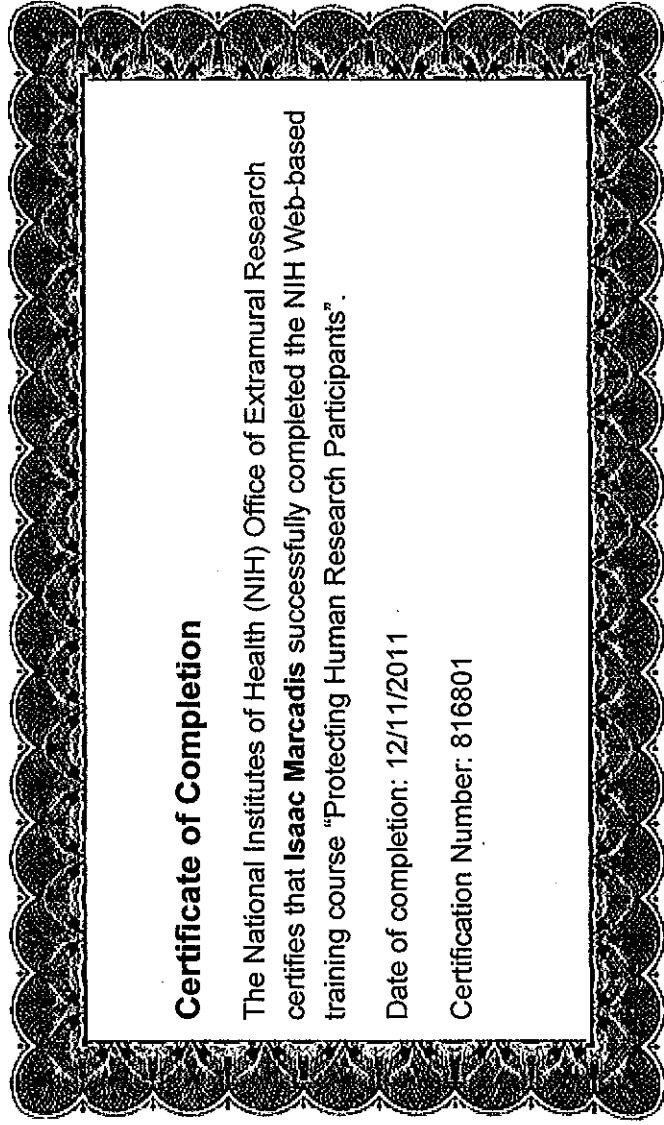 Certificate of Completion
The National Institutes of Health (NIH) Office of Extramural Research
certifies that Isaac Marcadis successfully completed the NIH Web-based
training course "Protecting Human Research Participants".
Date of completion: 12/11/2011
Certification Number: 816801